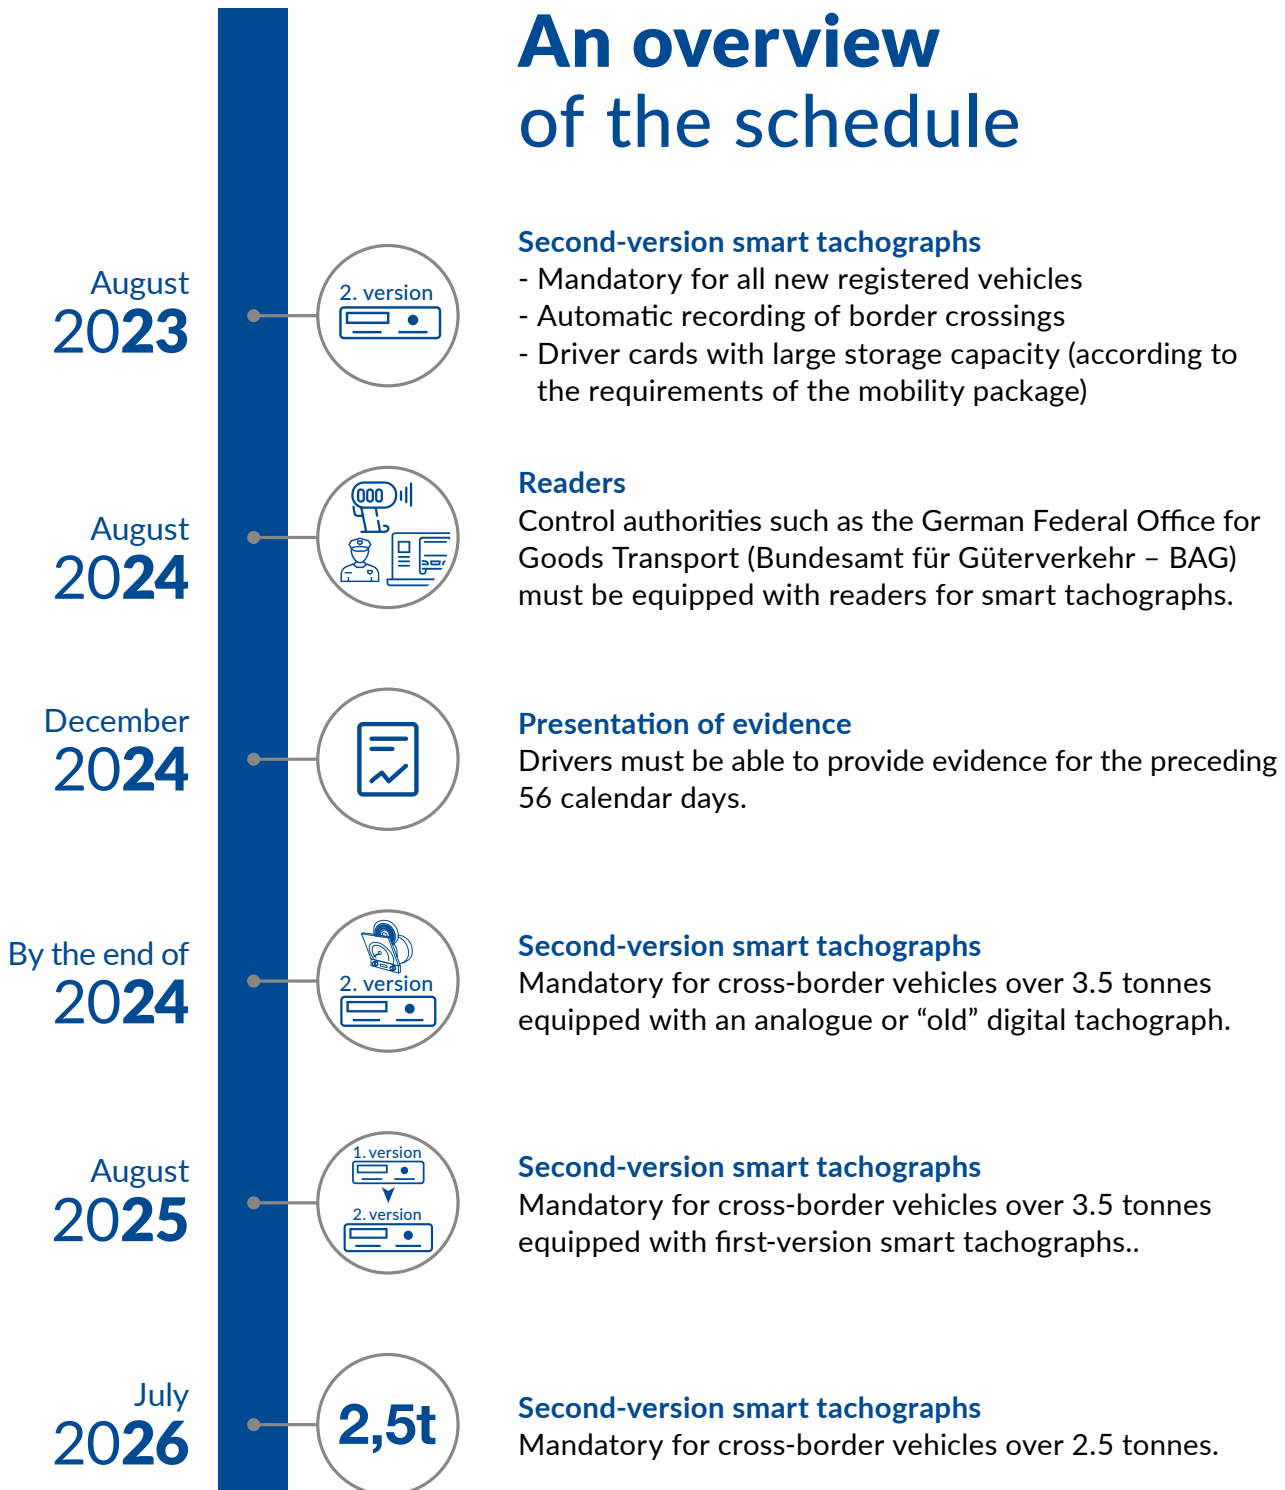 An overview
of the schedule
August
2023
2. version
Second-version smart tachographs
- Mandatory for all new registered vehicles
- Automatic recording of border crossings
- Driver cards with large storage capacity (according to
the requirements of the mobility package)
August
2024
000
Readers
Control authorities such as the German Federal Office for
Goods Transport (Bundesamt für Güterverkehr – BAG)
must be equipped with readers for smart tachographs.
December
2024
Presentation of evidence
Drivers must be able to provide evidence for the preceding
56 calendar days.
By the end of
2024
2. version
Second-version smart tachographs
Mandatory for cross-border vehicles over 3.5 tonnes
equipped with an analogue or “old” digital tachograph.
August
2025
1. version
2. version
Second-version smart tachographs
Mandatory for cross-border vehicles over 3.5 tonnes
equipped with first-version smart tachographs..
July
2026
2,5t
Second-version smart tachographs
Mandatory for cross-border vehicles over 2.5 tonnes.